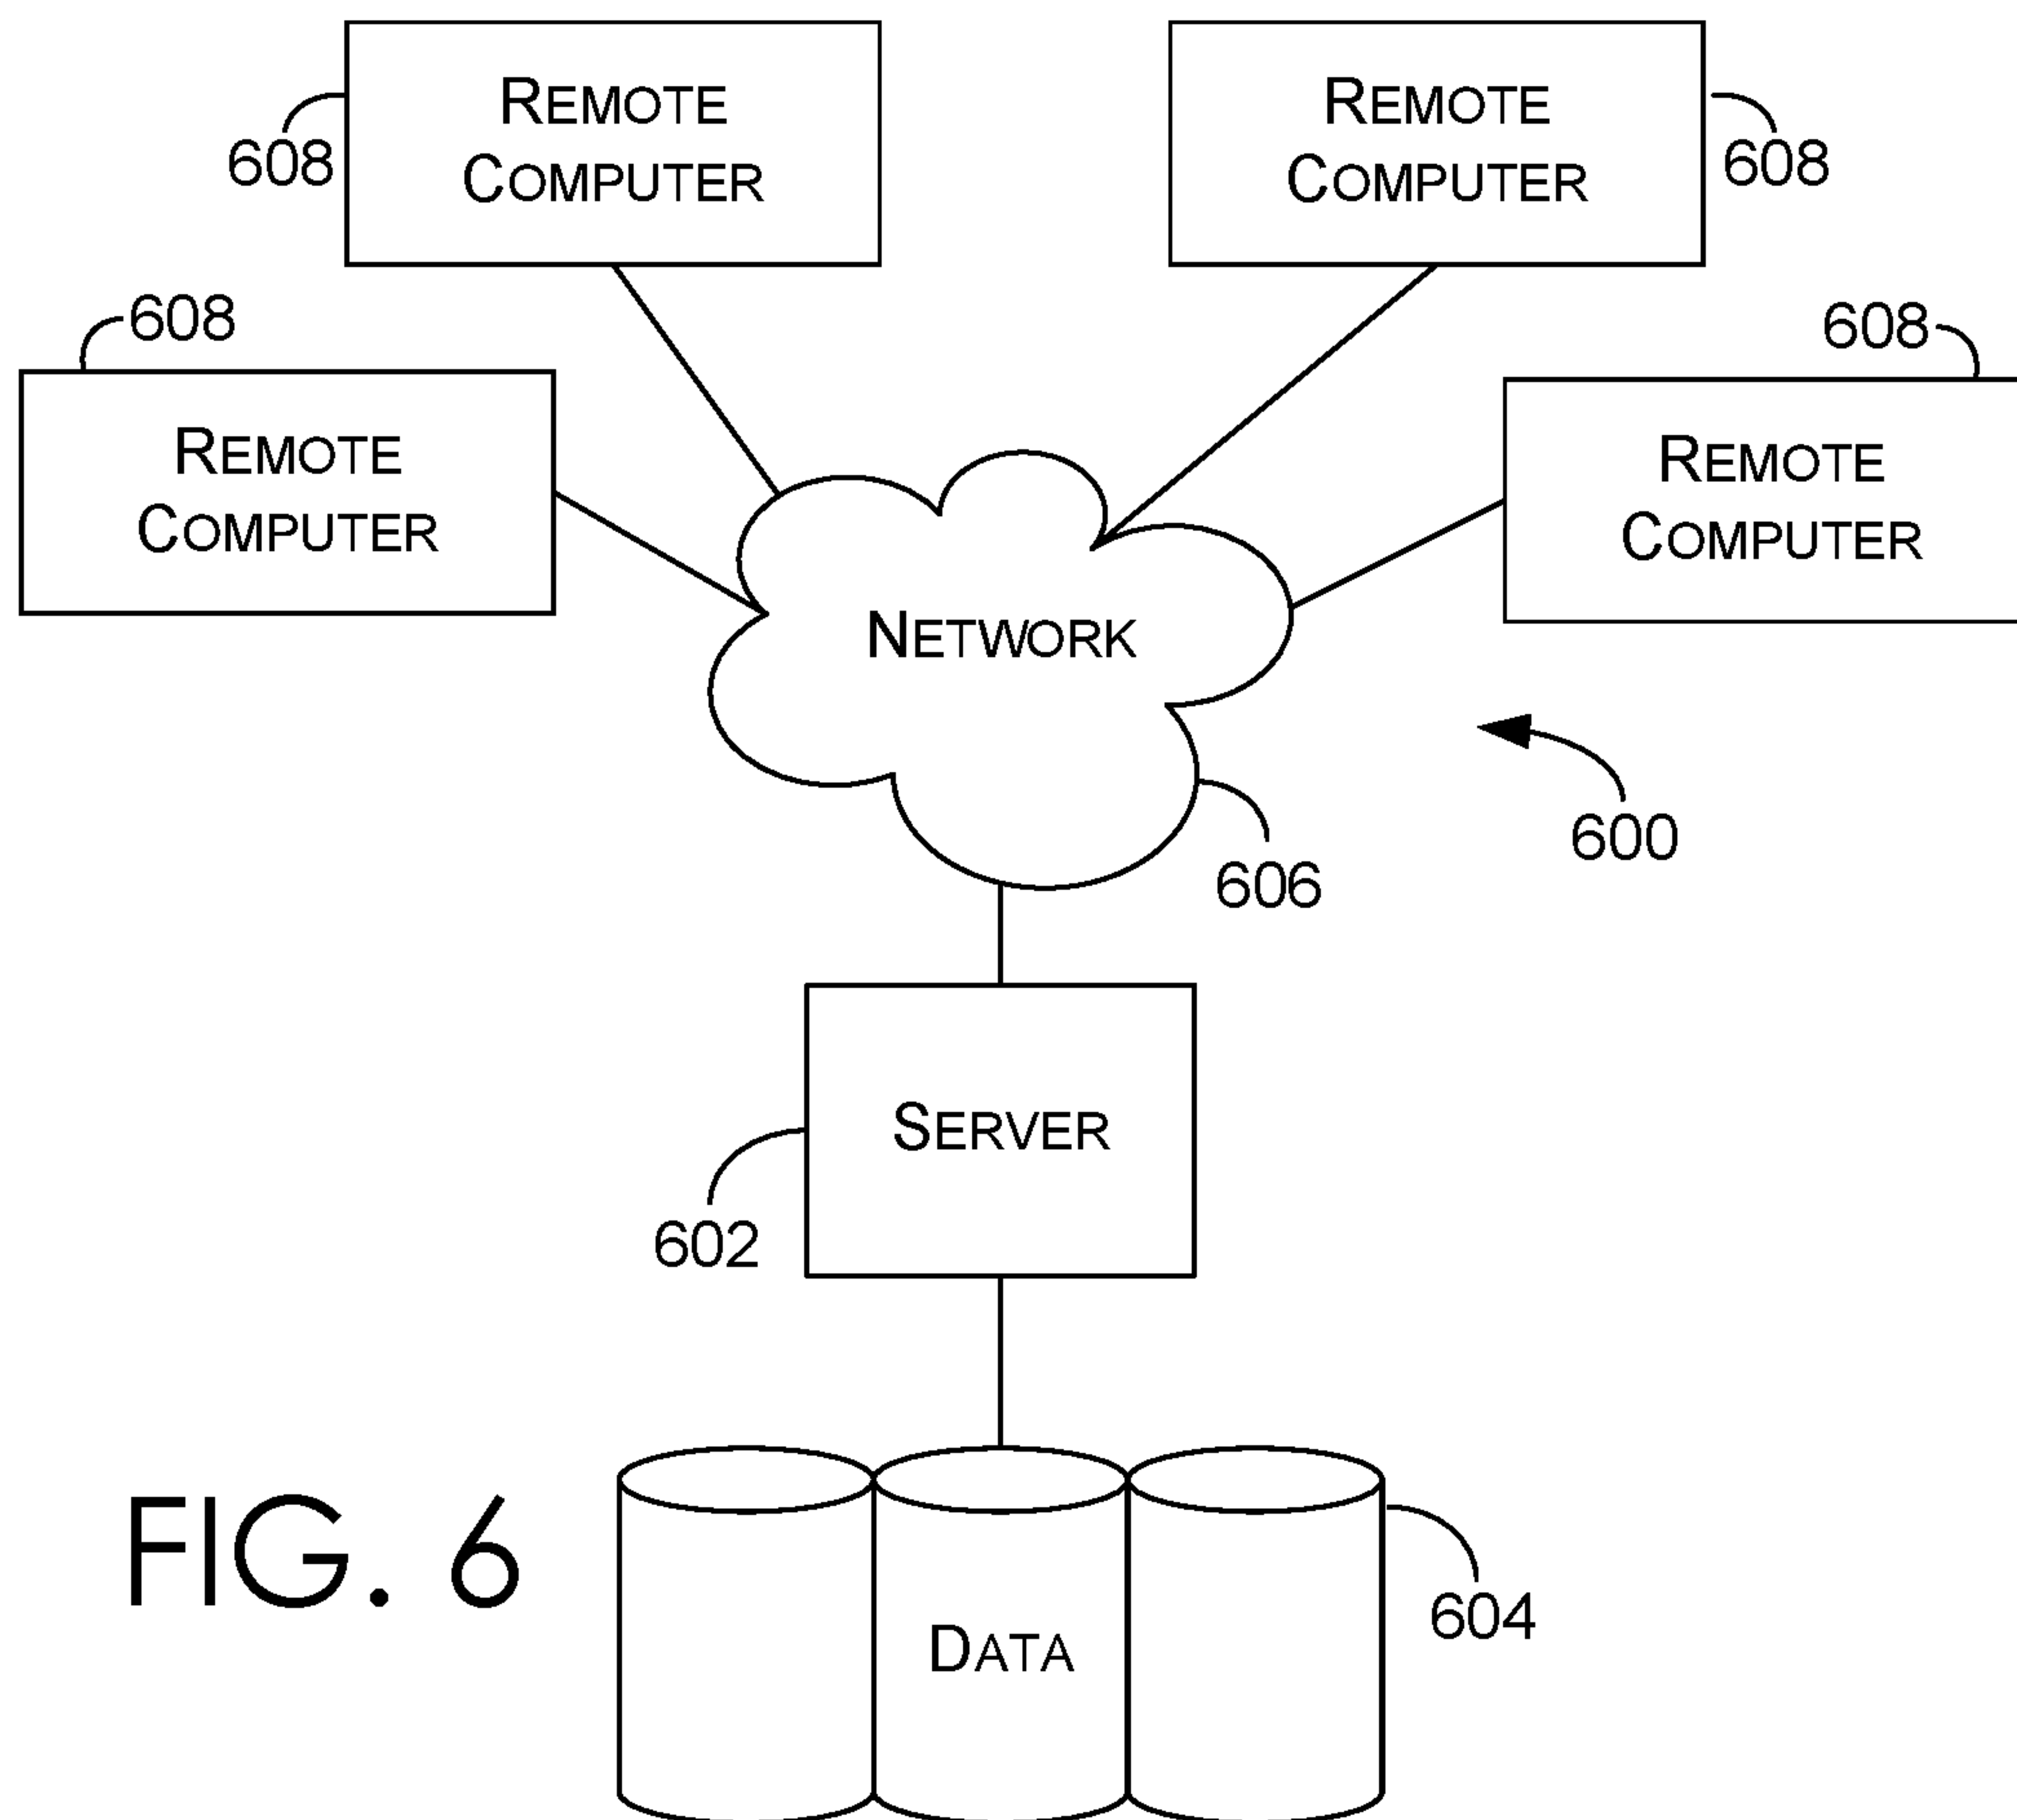 REMOTE
COMPUTER
608
REMOTE
COMPUTER
608
608
REMOTE
COMPUTER
608
REMOTE
COMPUTER
NETWORK
600
606
SERVER
602
FIG. 6
DATA
604